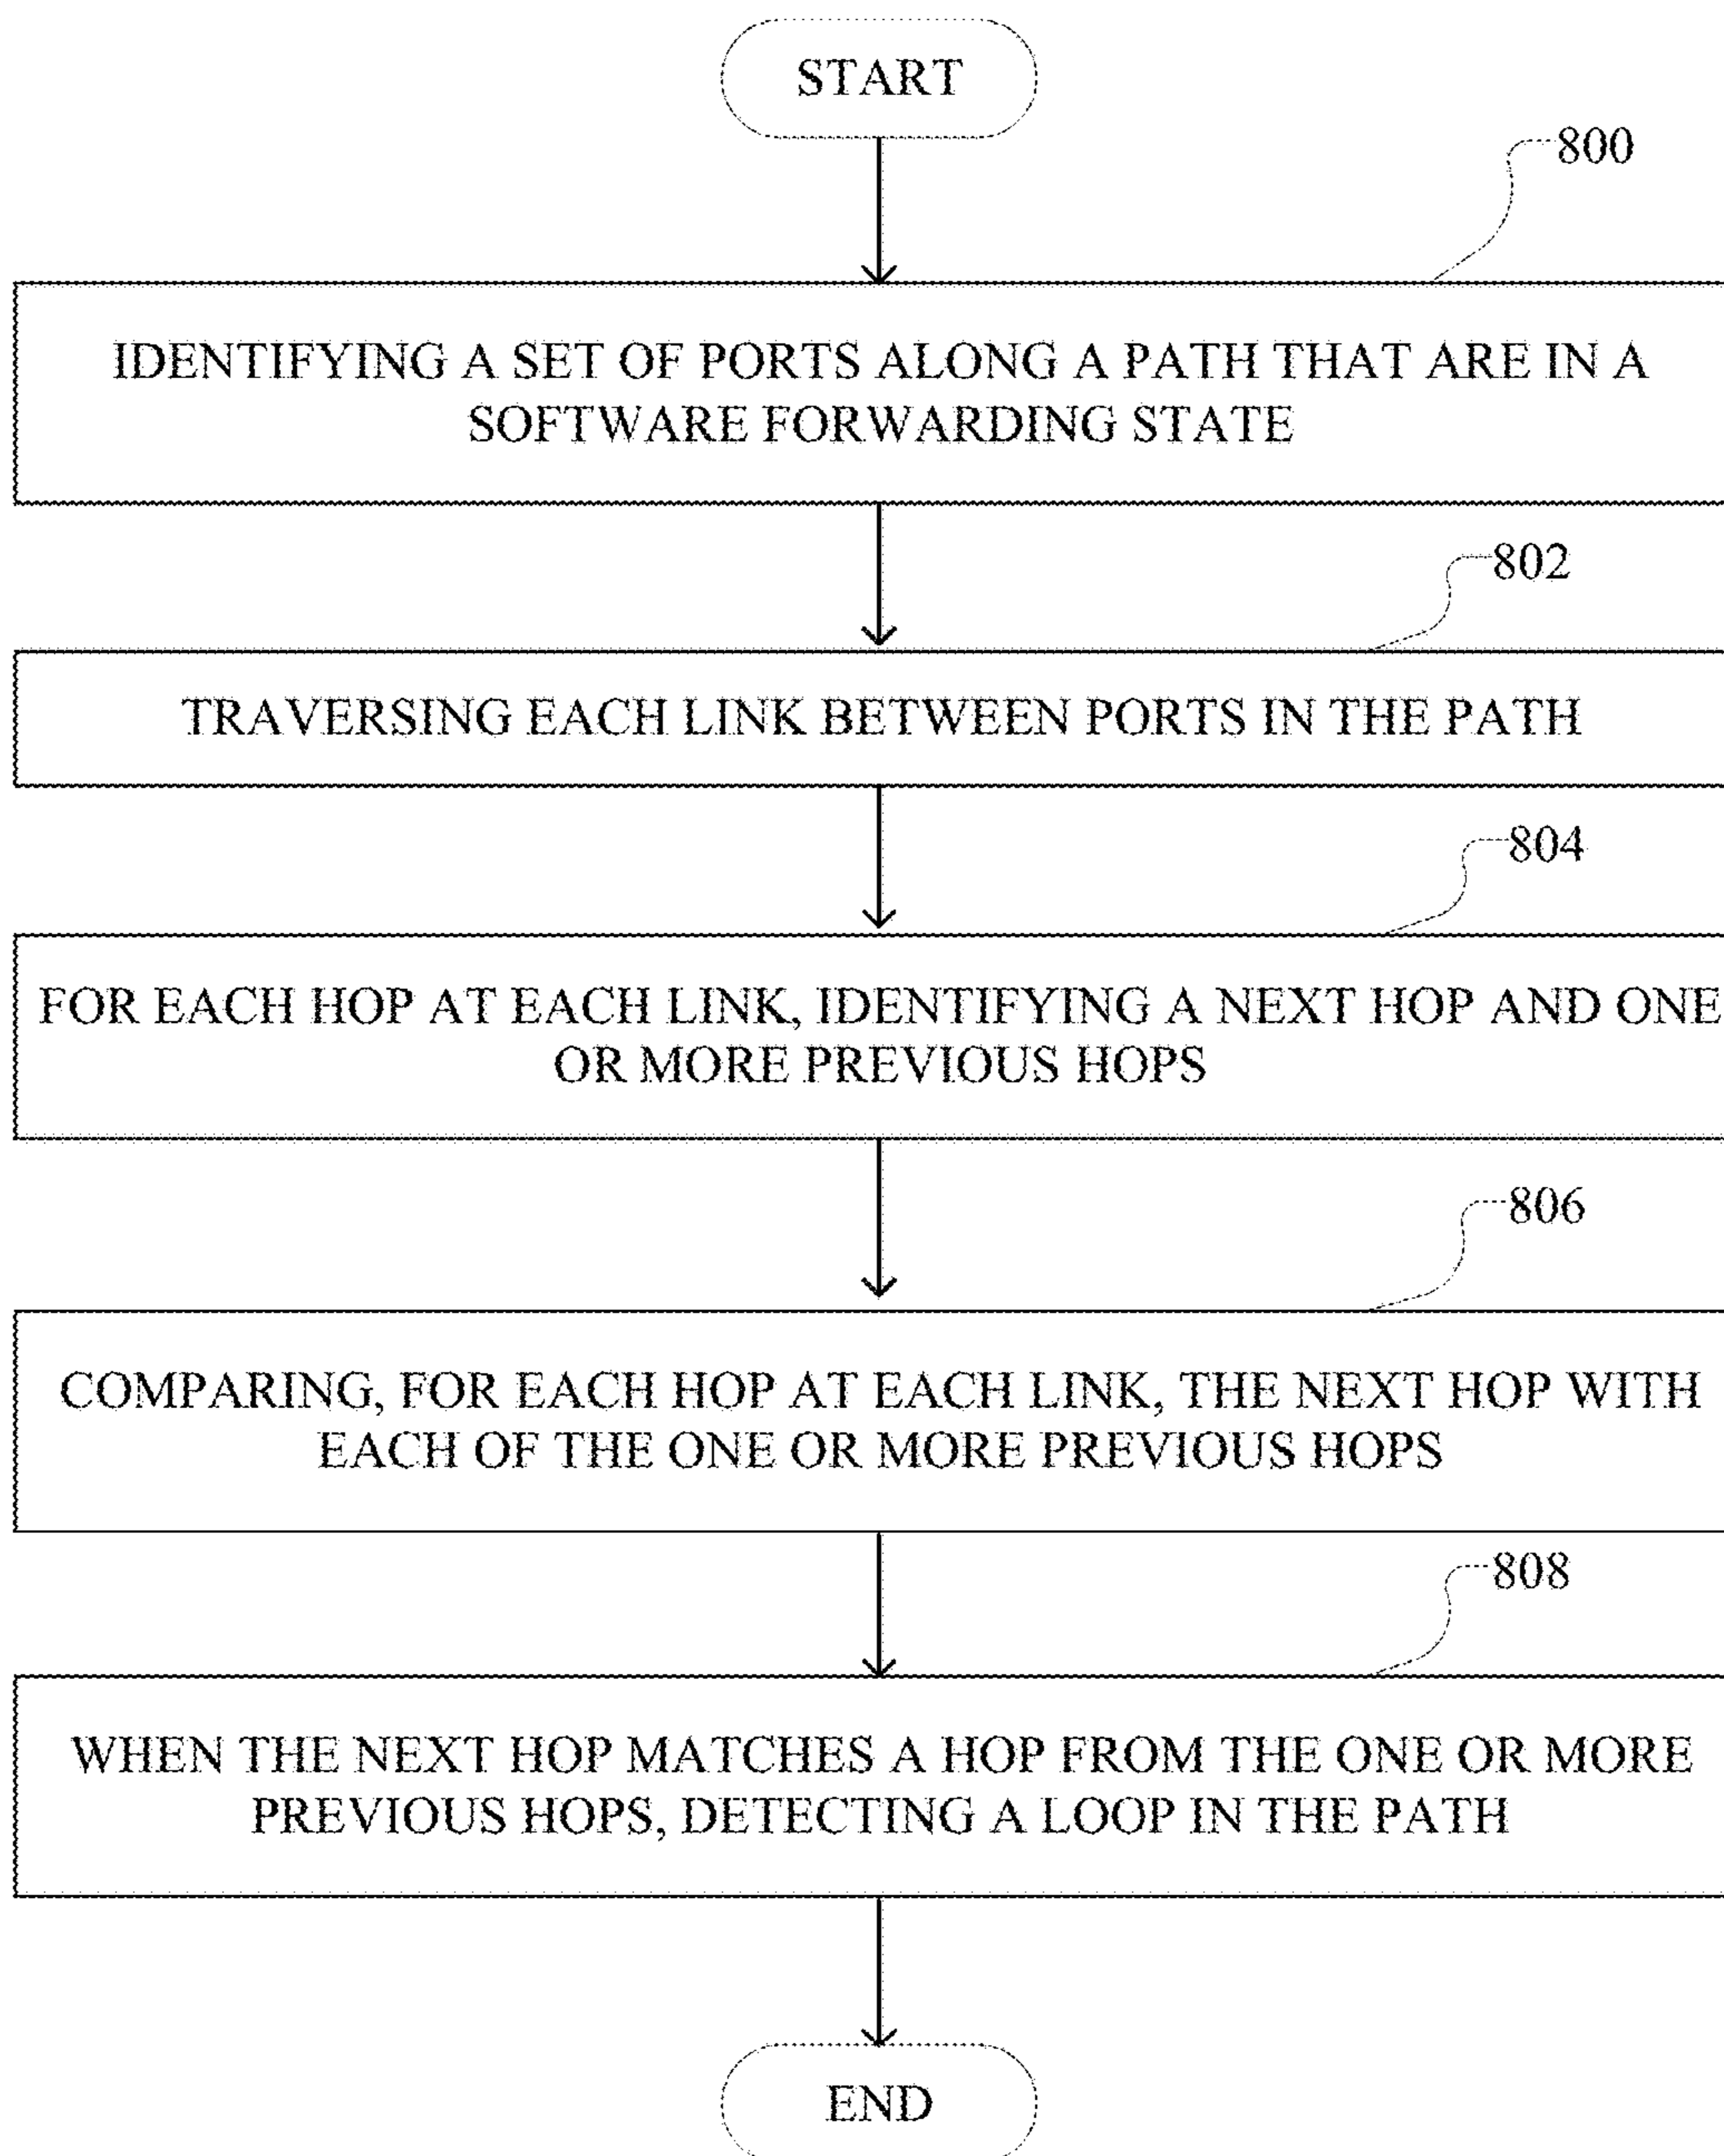 START
800
IDENTIFYING A SET OF PORTS ALONG A PATH THAT ARE IN A
SOFTWARE FORWARDING STATE
802
TRAVERSING EACH LINK BETWEEN PORTS IN THE PATH
804
FOR EACH HOP AT EACH LINK, IDENTIFYING A NEXT HOP AND ONE
OR MORE PREVIOUS HOPS
806
COMPARING, FOR EACH HOP AT EACH LINK, THE NEXT HOP WITH
EACH OF THE ONE OR MORE PREVIOUS HOPS
808
WHEN THE NEXT HOP MATCHES A HOP FROM THE ONE OR MORE
PREVIOUS HOPS, DETECTING A LOOP IN THE PATH
END